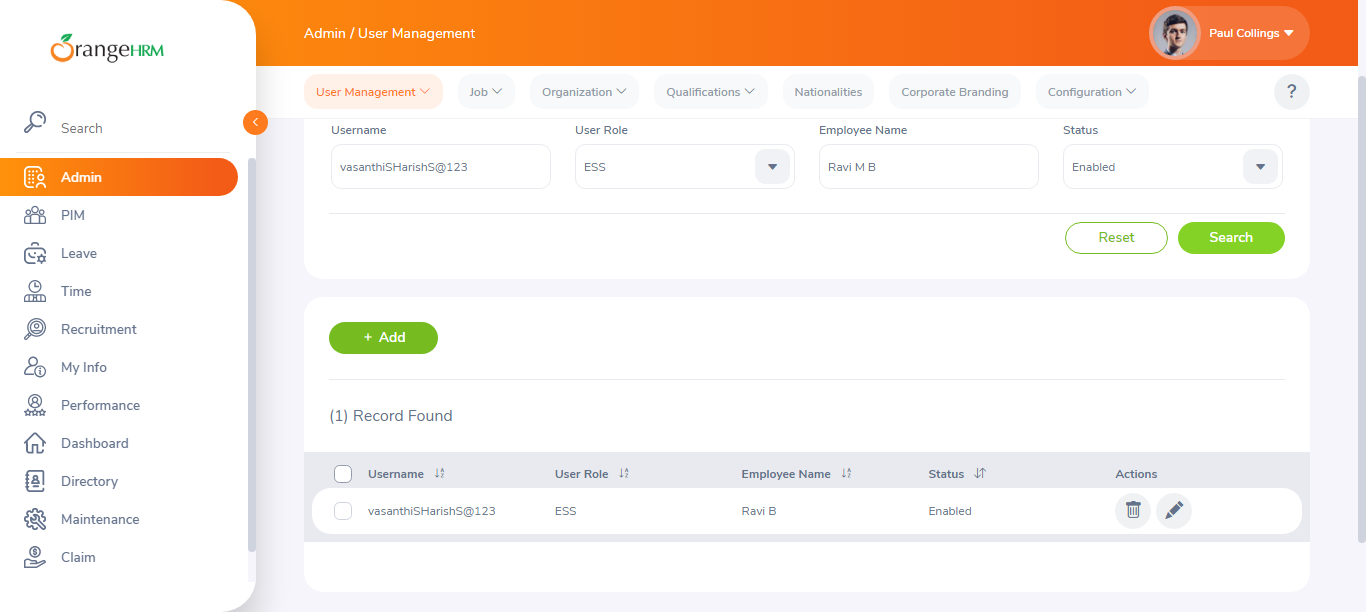 OrangeHRM
Admin / User Management
Paul Collings
User Management
Job
Organization
Qualifications
Nationalities
Corporate Branding
Configuration
?
Search
Admin
PIM
Leave
Time
Recruitment
My Info
Performance
Dashboard
Directory
Maintenance
Claim
Username
User Role
Employee Name
Status
vasanthiSHarishS@123
ESS
Ravi M B
Enabled
Reset
Search
+ Add
(1) Record Found
Username
User Role
Employee Name
Status
Actions
vasanthiSHarishS@123
ESS
Ravi B
Enabled